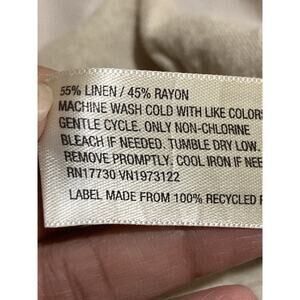 55% LINEN / 45% RAYON
MACHINE WASH COLD WITH LIKE COLORS
GENTLE CYCLE. ONLY NON-CHLORINE
BLEACH IF NEEDED. TUMBLE DRY LOW.
REMOVE PROMPTLY. COOL IRON IF NEE
RN17730 VN1973122
LABEL MADE FROM 100% RECYCLED